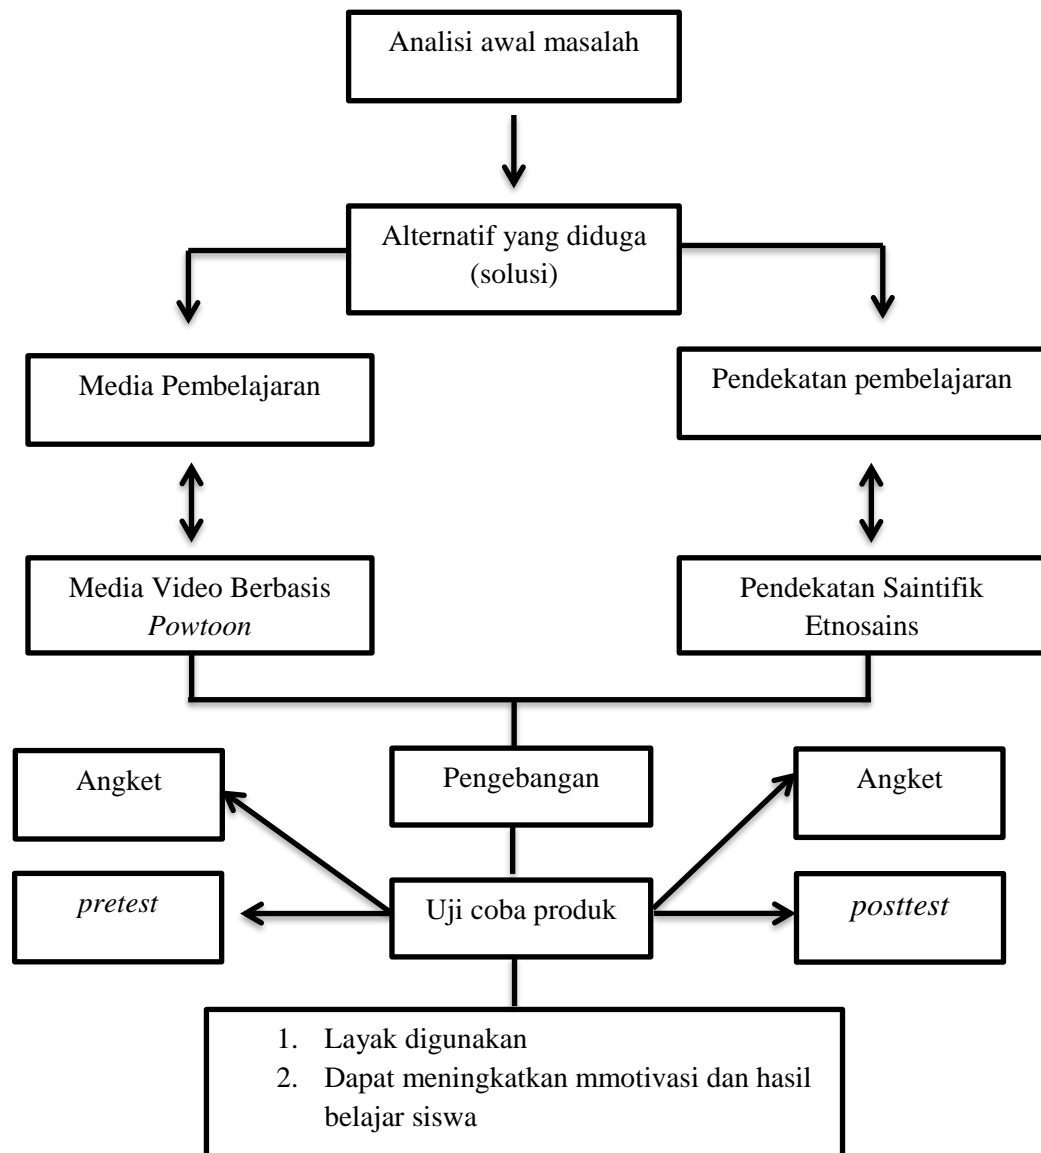 Analisi awal masalah
Alternatif yang diduga
(solusi)
Media Pembelajaran
Pendekatan pembelajaran
Media Video Berbasis
Powtoon
Pendekatan Saintifik
Etnosains
Angket
Pengebangan
Angket
pretest
Uji coba produk
posttest
1. Layak digunakan
2. Dapat meningkatkan mmotivasi dan hasil
belajar siswa